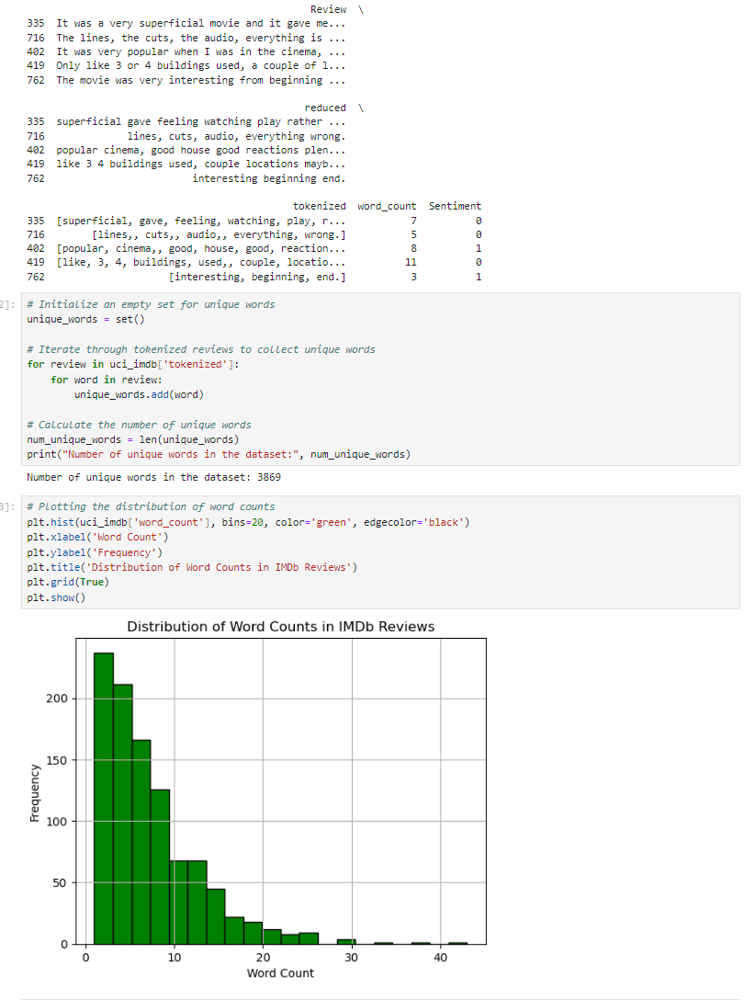 Review \
335 It was a very superficial movie and it gave me...
716 The lines, the cuts, the audio, everything is ...
402 It was very popular when I was in the cinema, ...
419 Only like 3 or 4 buildings used, a couple of l...
762 The movie was very interesting from beginning ...
reduced \
335 superficial gave feeling watching play rather ...
716 lines, cuts, audio, everything wrong.
402 popular cinema, good house good reactions plen...
419 like 3 4 buildings used, couple locations mayb...
762 interesting beginning end.
tokenized word_count Sentiment
335 [superficial, gave, feeling, watching, play, r... 7 0
716 [lines,, cuts,, audio,, everything, wrong.] 5 0
402 [popular, cinema,, good, house, good, reaction... 8 1
419 [like, 3, 4, buildings, used,, couple, locatio... 11 0
762 [interesting, beginning, end.] 3 1
2]: # Initialize an empty set for unique words
unique_words = set()
# Iterate through tokenized reviews to collect unique words
for review in uci_imdb['tokenized']:
for word in review:
unique_words.add(word)
# Calculate the number of unique words
num_unique_words = len(unique_words)
print("Number of unique words in the dataset:", num_unique_words)
Number of unique words in the dataset: 3869
3]: # Plotting the distribution of word counts
plt.hist(uci_imdb['word_count'], bins=20, color='green', edgecolor='black')
plt.xlabel('Word Count')
plt.ylabel('Frequency')
plt.title('Distribution of Word Counts in IMDb Reviews')
plt.grid(True)
plt.show()
Distribution of Word Counts in IMDb Reviews
Frequency
200
150
100
50
0
0 10 20 30 40
Word Count